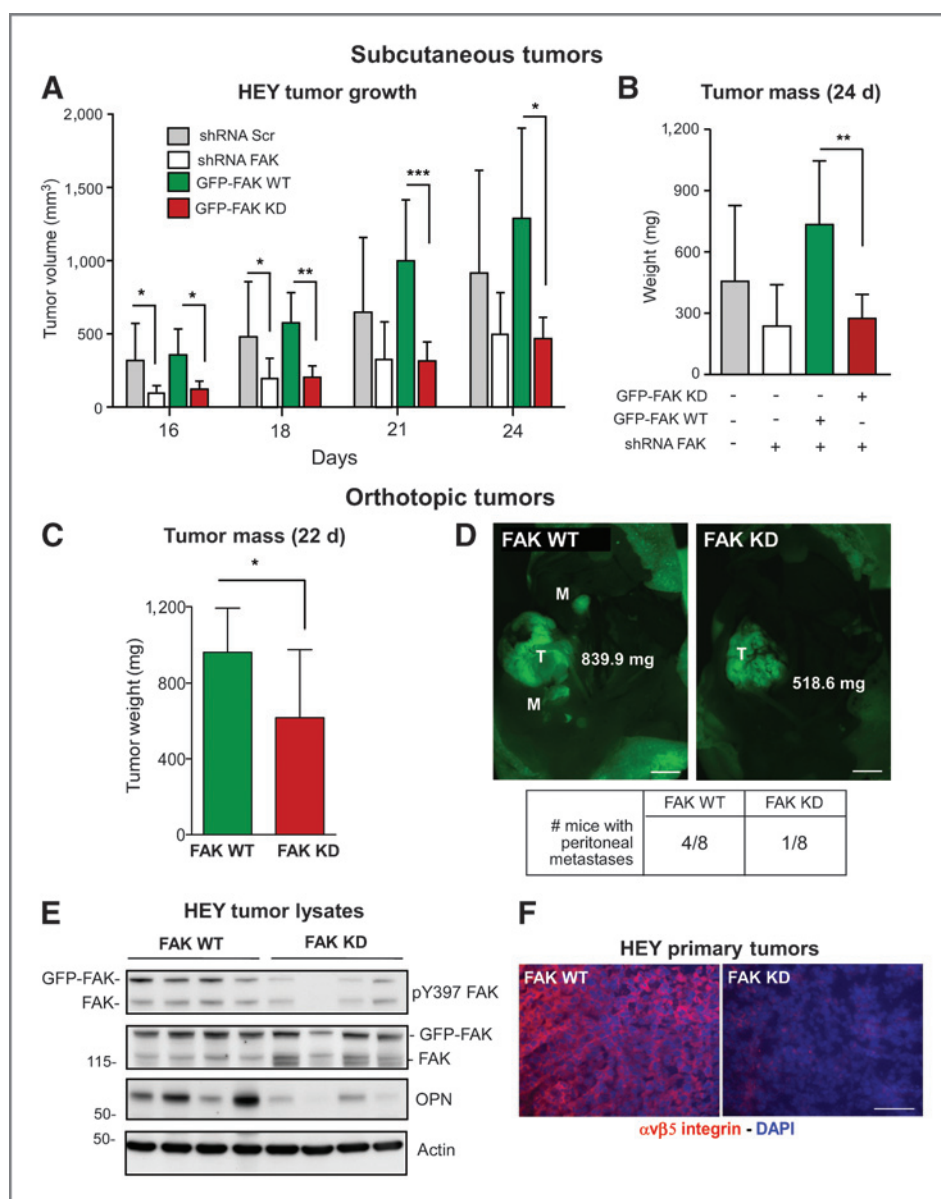 Subcutaneous tumors
A
HEY tumor growth
2,000
1,500
1,000
500
0
Tumor volume (mm³)
shRNA Scr
shRNA FAK
GFP-FAK WT
GFP-FAK KD
* * * ** *** *
16 18 21 24
Days
B
Tumor mass (24 d)
1,200
900
600
300
0
Weight (mg)
**
GFP-FAK KD - - - +
GFP-FAK WT - - + -
shRNA FAK - + + +
Orthotopic tumors
C
Tumor mass (22 d)
*
1,200
800
400
0
Tumor weight (mg)
FAK WT FAK KD
D
FAK WT
M
T
839.9 mg
M
FAK KD
T
518.6 mg
FAK WT FAK KD
# mice with
peritoneal
metastases
4/8 1/8
E
HEY tumor lysates
FAK WT FAK KD
GFP-FAK-
FAK-
pY397 FAK
- GFP-FAK
115-
- FAK
OPN
50-
50-
Actin
F
HEY primary tumors
FAK WT FAK KD
αvβ5 integrin - DAPI